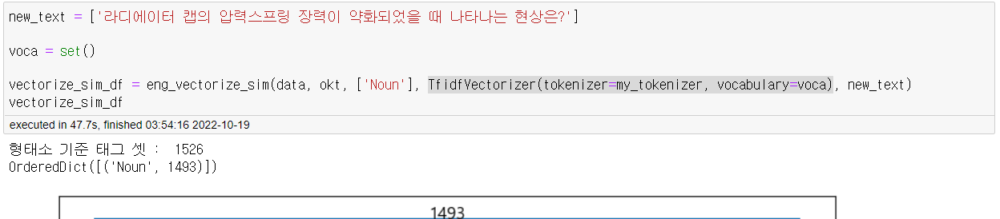 new_text = ['라디에이터 캡의 압력스프링 장력이 약화되었을 때 나타나는 현상은?']
voca = set()
vectorize_sim_df = eng_vectorize_sim(data, okt, ['Noun'], TfidfVectorizer(tokenizer=my_tokenizer, vocabulary=voca), new_text)
vectorize_sim_df
executed in 47.7s, finished 03:54:16 2022-10-19
형태소 기준 태그 셋 :  1526
OrderedDict([('Noun', 1493)])
1493